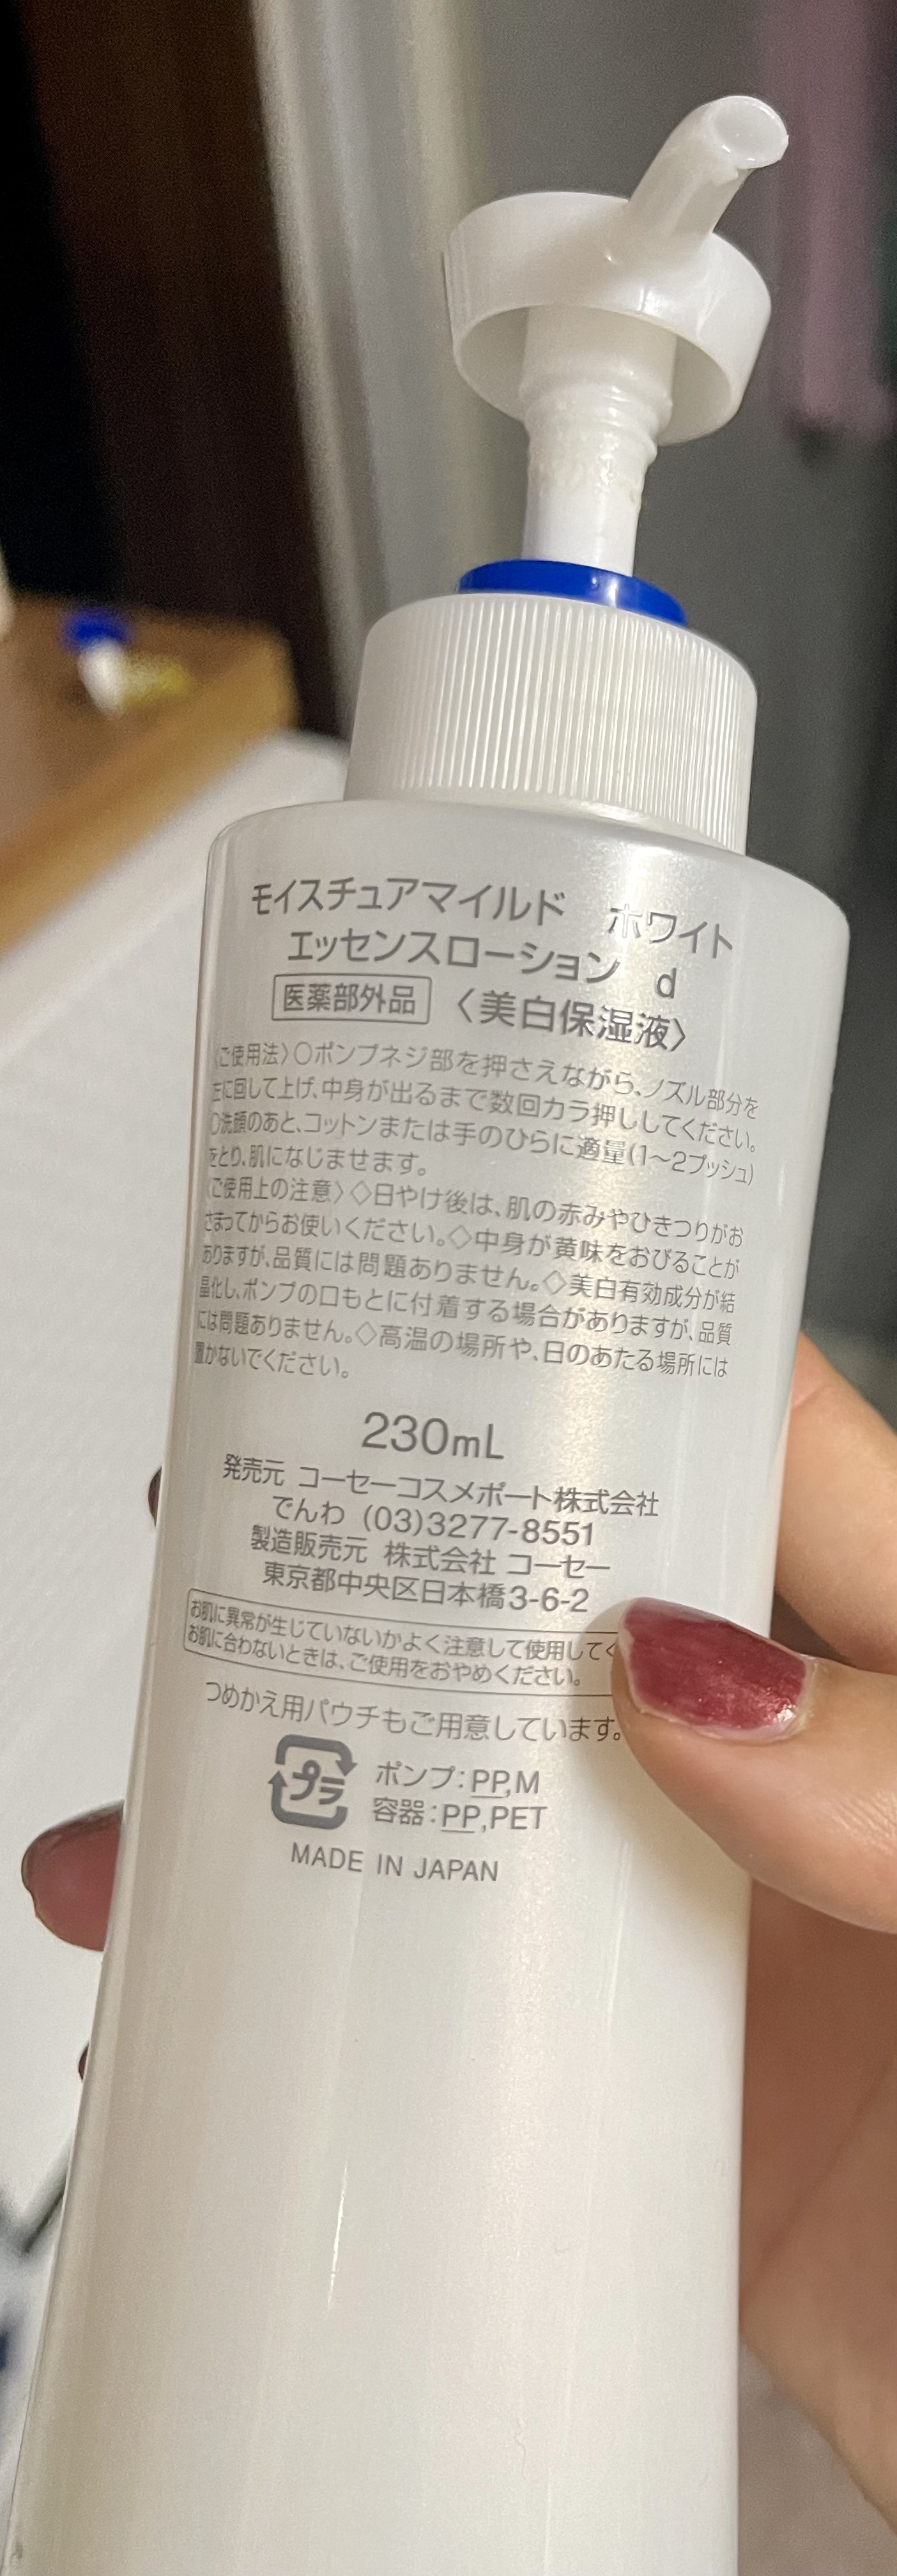 モイスチュアマイルド ホワイト
エッセンスローション d
医薬部外品 〈美白保湿液〉
〈ご使用法〉○ポンプネジ部を押さえながら、ノズル部分を
左に回して上げ、中身が出るまで数回カラ押ししてください。
○洗顔のあと、コットンまたは手のひらに適量(1〜2プッシュ)
をとり、肌になじませます。
〈ご使用上の注意〉◇日やけ後は、肌の赤みやひきつりがお
さまってからお使いください。◇中身が黄味をおびることが
ありますが、品質には問題ありません。◇美白有効成分が結
晶化し、ポンプの口もとに付着する場合がありますが、品質
には問題ありません。◇高温の場所や、日のあたる場所には
置かないでください。
230mL
発売元 コーセーコスメポート株式会社
でんわ (03)3277-8551
製造販売元 株式会社 コーセー
東京都中央区日本橋3-6-2
お肌に異常が生じていないかよく注意して使用してく
お肌に合わないときは、ご使用をおやめください。
つめかえ用パウチもご用意しています。
プラ ポンプ:PP,M
容器:PP,PET
MADE IN JAPAN